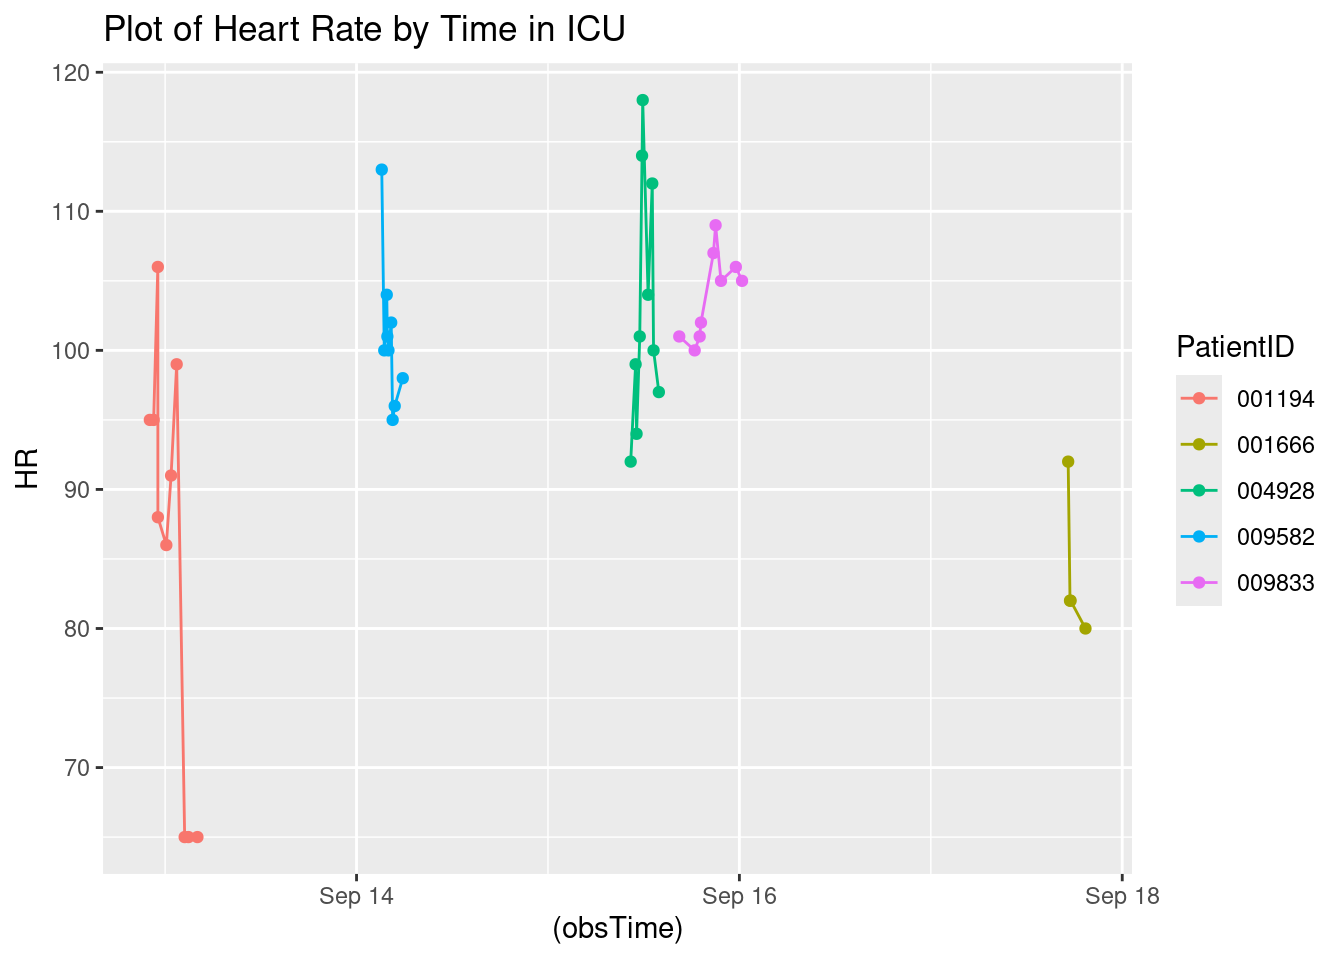 Plot of Heart Rate by Time in ICU
120
110
100
90
80
70
HR
Sep 14
Sep 16
Sep 18
(obsTime)
PatientID
001194
001666
004928
009582
009833